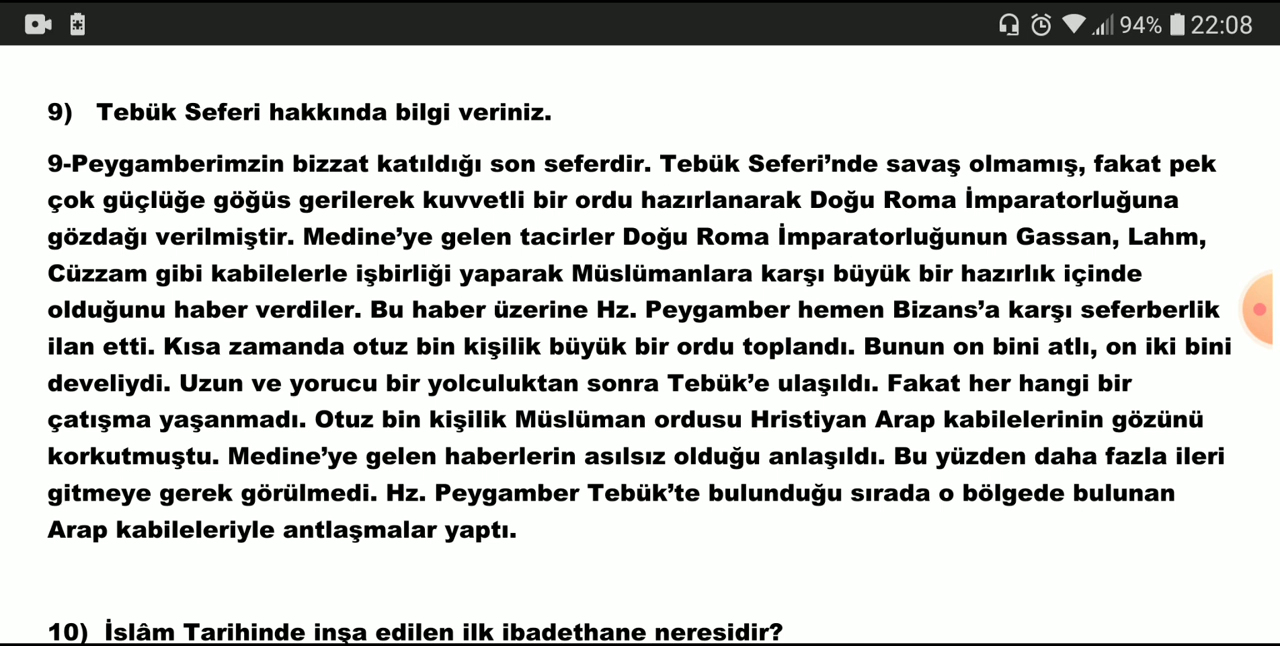 94% 22:08
9) Tebük Seferi hakkında bilgi veriniz.
9-Peygamberimzin bizzat katıldığı son seferdir. Tebük Seferi’nde savaş olmamış, fakat pek
çok güçlüğe göğüs gerilerek kuvvetli bir ordu hazırlanarak Doğu Roma İmparatorluğuna
gözdağı verilmiştir. Medine’ye gelen tacirler Doğu Roma İmparatorluğunun Gassan, Lahm,
Cüzzam gibi kabilelerle işbirliği yaparak Müslümanlara karşı büyük bir hazırlık içinde
olduğunu haber verdiler. Bu haber üzerine Hz. Peygamber hemen Bizans’a karşı seferberlik
ilan etti. Kısa zamanda otuz bin kişilik büyük bir ordu toplandı. Bunun on bini atlı, on iki bini
develiydi. Uzun ve yorucu bir yolculuktan sonra Tebük’e ulaşıldı. Fakat her hangi bir
çatışma yaşanmadı. Otuz bin kişilik Müslüman ordusu Hristiyan Arap kabilelerinin gözünü
korkutmuştu. Medine’ye gelen haberlerin asılsız olduğu anlaşıldı. Bu yüzden daha fazla ileri
gitmeye gerek görülmedi. Hz. Peygamber Tebük’te bulunduğu sırada o bölgede bulunan
Arap kabileleriyle antlaşmalar yaptı.
10) İslâm Tarihinde inşa edilen ilk ibadethane neresidir?